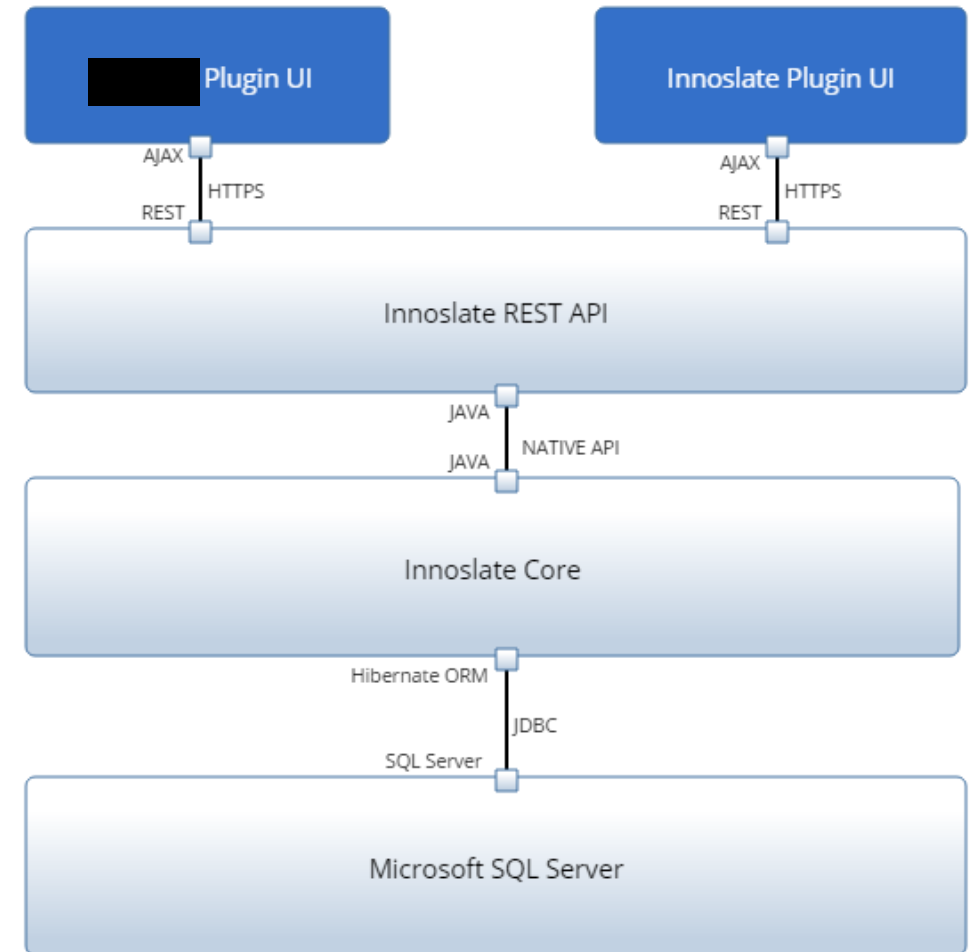 Plugin UI
Innoslate Plugin UI
AJAX
HTTPS
REST
AJAX
HTTPS
REST
Innoslate REST API
JAVA
NATIVE API
JAVA
Innoslate Core
Hibernate ORM
JDBC
SQL Server
Microsoft SQL Server